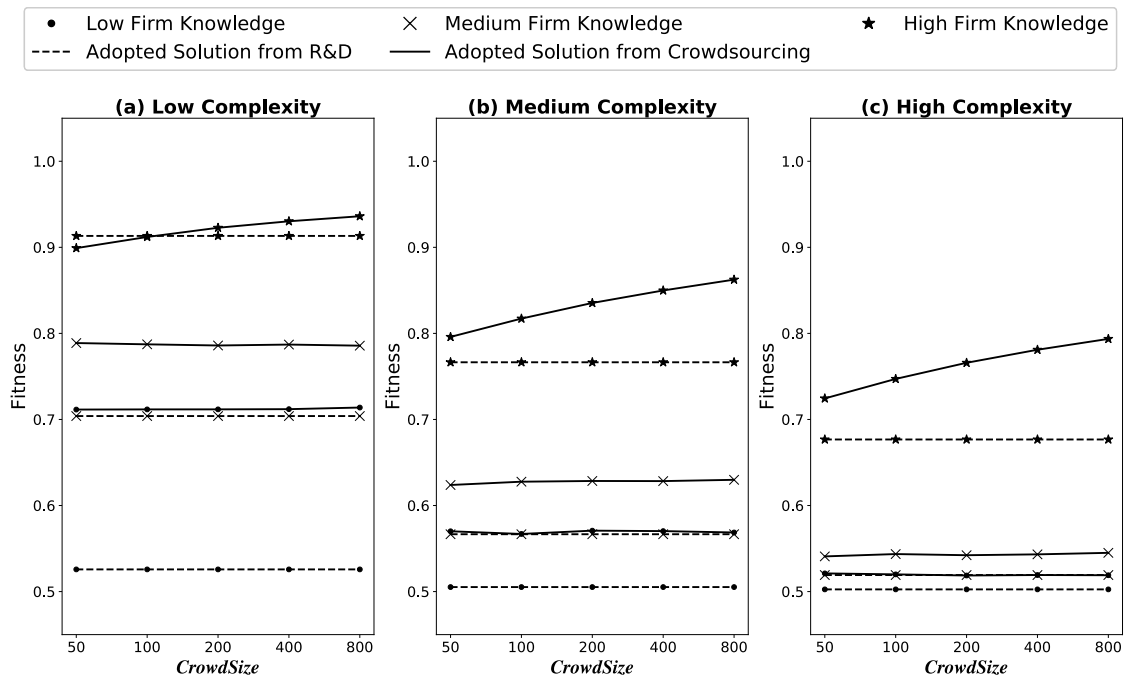 Low Firm Knowledge
Medium Firm Knowledge
High Firm Knowledge
Adopted Solution from R&D
Adopted Solution from Crowdsourcing
(a) Low Complexity
Fitness
1.0
0.9
0.8
0.7
0.6
0.5
50 100 200 400 800
CrowdSize
(b) Medium Complexity
Fitness
1.0
0.9
0.8
0.7
0.6
0.5
50 100 200 400 800
CrowdSize
(c) High Complexity
Fitness
1.0
0.9
0.8
0.7
0.6
0.5
50 100 200 400 800
CrowdSize